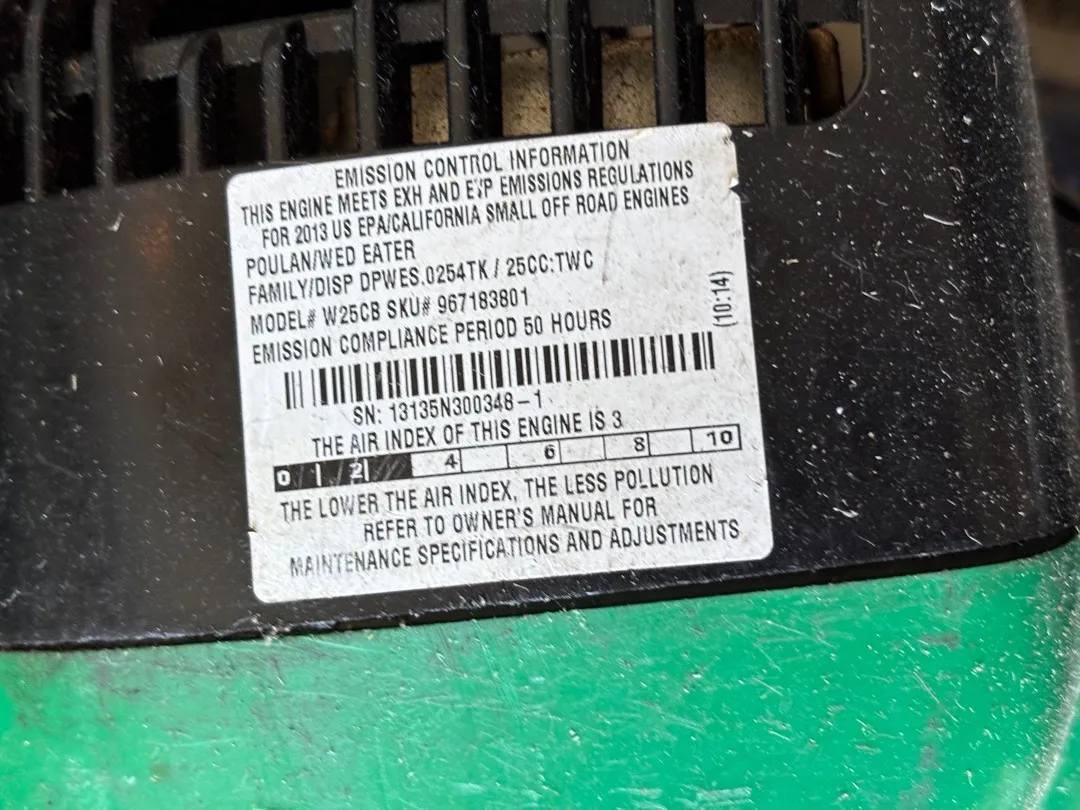 EMISSION CONTROL INFORMATION
THIS ENGINE MEETS EXH AND EVP EMISSIONS REGULATIONS
FOR 2013 US EPA/CALIFORNIA SMALL OFF ROAD ENGINES
POULAN/WED EATER
FAMILY/DISP DPWES.0254TK / 25CC:TWC
MODEL# W25CB SKU# 967183801
EMISSION COMPLIANCE PERIOD 50 HOURS
(10:14)
SN: 13135N300348-1
THE AIR INDEX OF THIS ENGINE IS 3
0 2 4 6 8 10
THE LOWER THE AIR INDEX, THE LESS POLLUTION
REFER TO OWNER'S MANUAL FOR
MAINTENANCE SPECIFICATIONS AND ADJUSTMENTS